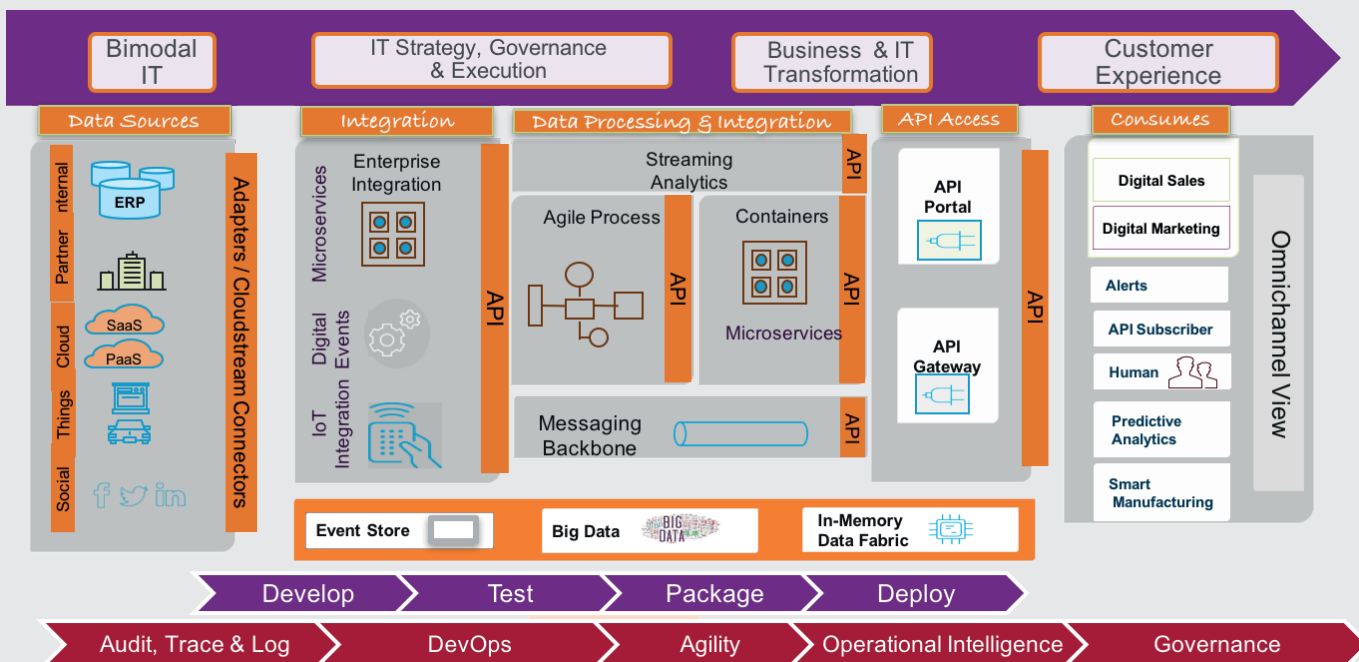 Bimodal
IT
IT Strategy, Governance
& Execution
Business & IT
Transformation
Customer
Experience
Data Sources
Integration
Data Processing & Integration
API Access
Consumes
nternal
Partner
Cloud
Things
Social
ERP
SaaS
PaaS
Adapters / Cloudstream Connectors
Microservices
Digital
Events
IoT
Integration
Enterprise
Integration
API
Streaming
Analytics
API
Agile Process
API
Containers
Microservices
API
Messaging
Backbone
API
API
Portal
API
Gateway
API
Digital Sales
Digital Marketing
Alerts
API Subscriber
Human
Predictive
Analytics
Smart
Manufacturing
Omnichannel View
Event Store
Big Data
BIG
DATA
In-Memory
Data Fabric
Develop
Test
Package
Deploy
Audit, Trace & Log
DevOps
Agility
Operational Intelligence
Governance